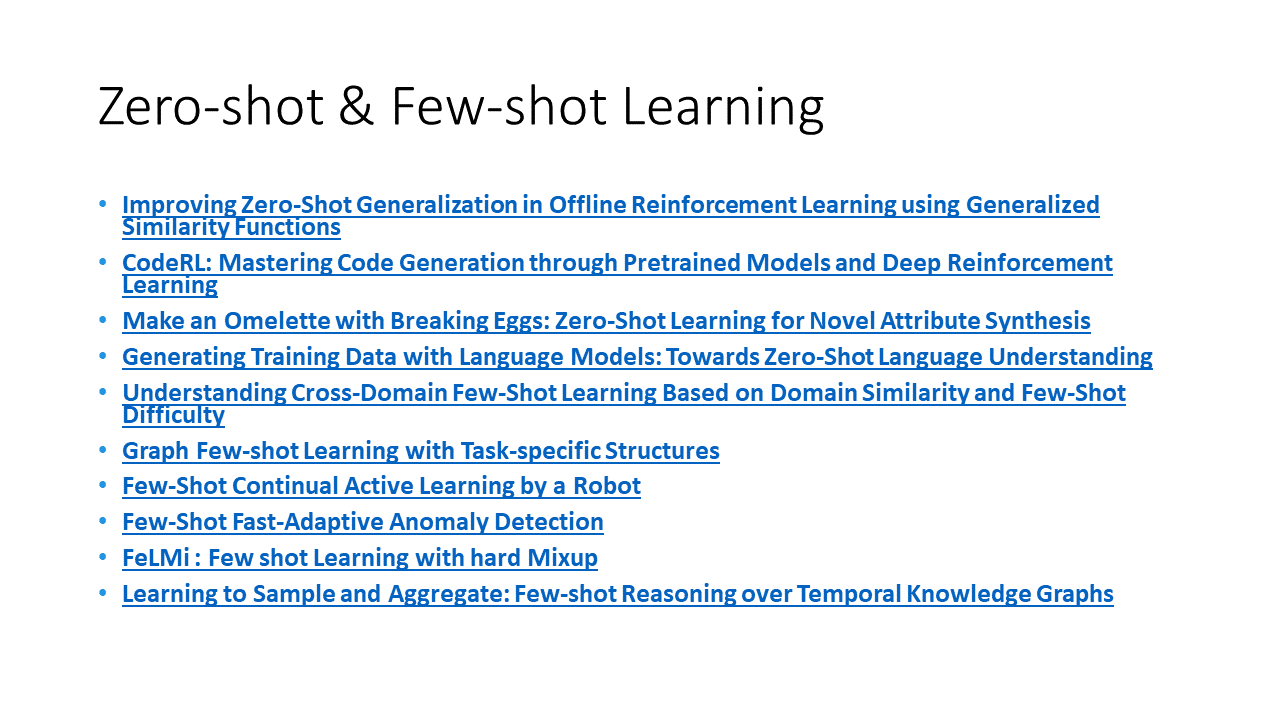 Zero-shot & Few-shot Learning
• Improving Zero-Shot Generalization in Offline Reinforcement Learning using Generalized
Similarity Functions
• CodeRL: Mastering Code Generation through Pretrained Models and Deep Reinforcement
Learning
• Make an Omelette with Breaking Eggs: Zero-Shot Learning for Novel Attribute Synthesis
• Generating Training Data with Language Models: Towards Zero-Shot Language Understanding
• Understanding Cross-Domain Few-Shot Learning Based on Domain Similarity and Few-Shot
Difficulty
• Graph Few-shot Learning with Task-specific Structures
• Few-Shot Continual Active Learning by a Robot
• Few-Shot Fast-Adaptive Anomaly Detection
• FeLMi : Few shot Learning with hard Mixup
• Learning to Sample and Aggregate: Few-shot Reasoning over Temporal Knowledge Graphs